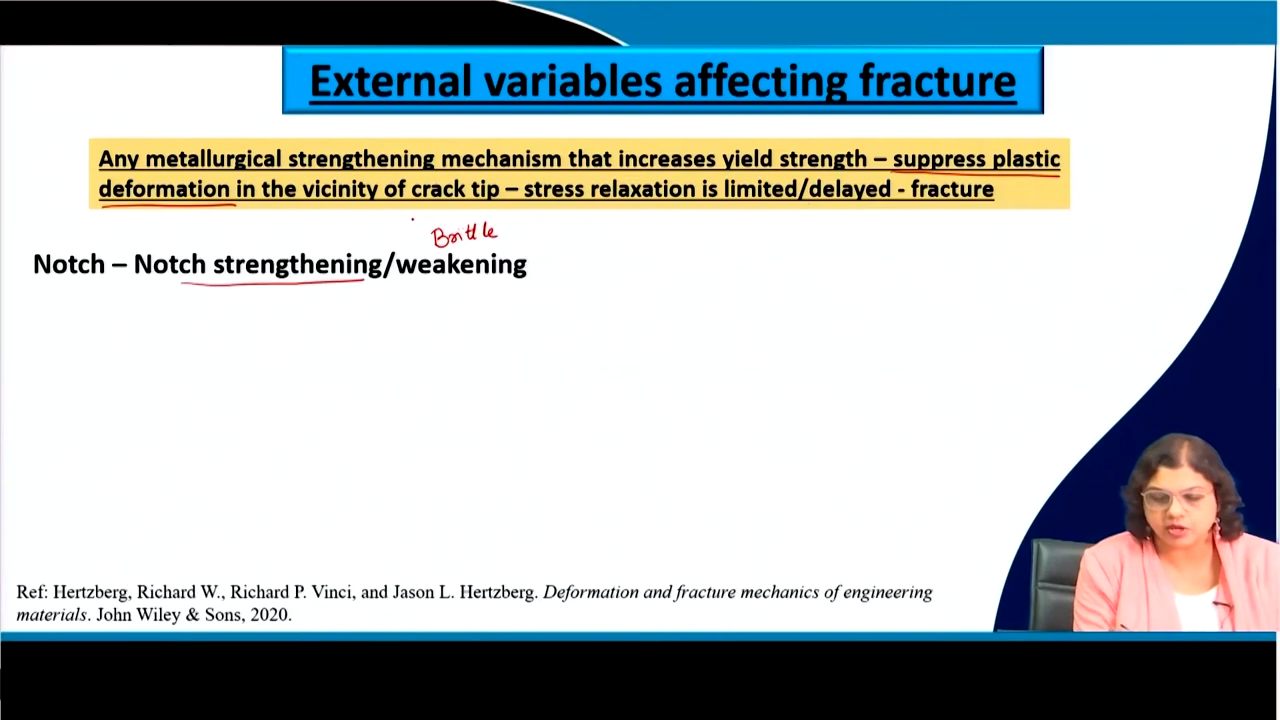 External variables affecting fracture
Any metallurgical strengthening mechanism that increases yield strength – suppress plastic
deformation in the vicinity of crack tip – stress relaxation is limited/delayed - fracture
Brittle
Notch – Notch strengthening/weakening
Ref: Hertzberg, Richard W., Richard P. Vinci, and Jason L. Hertzberg. Deformation and fracture mechanics of engineering
materials. John Wiley & Sons, 2020.